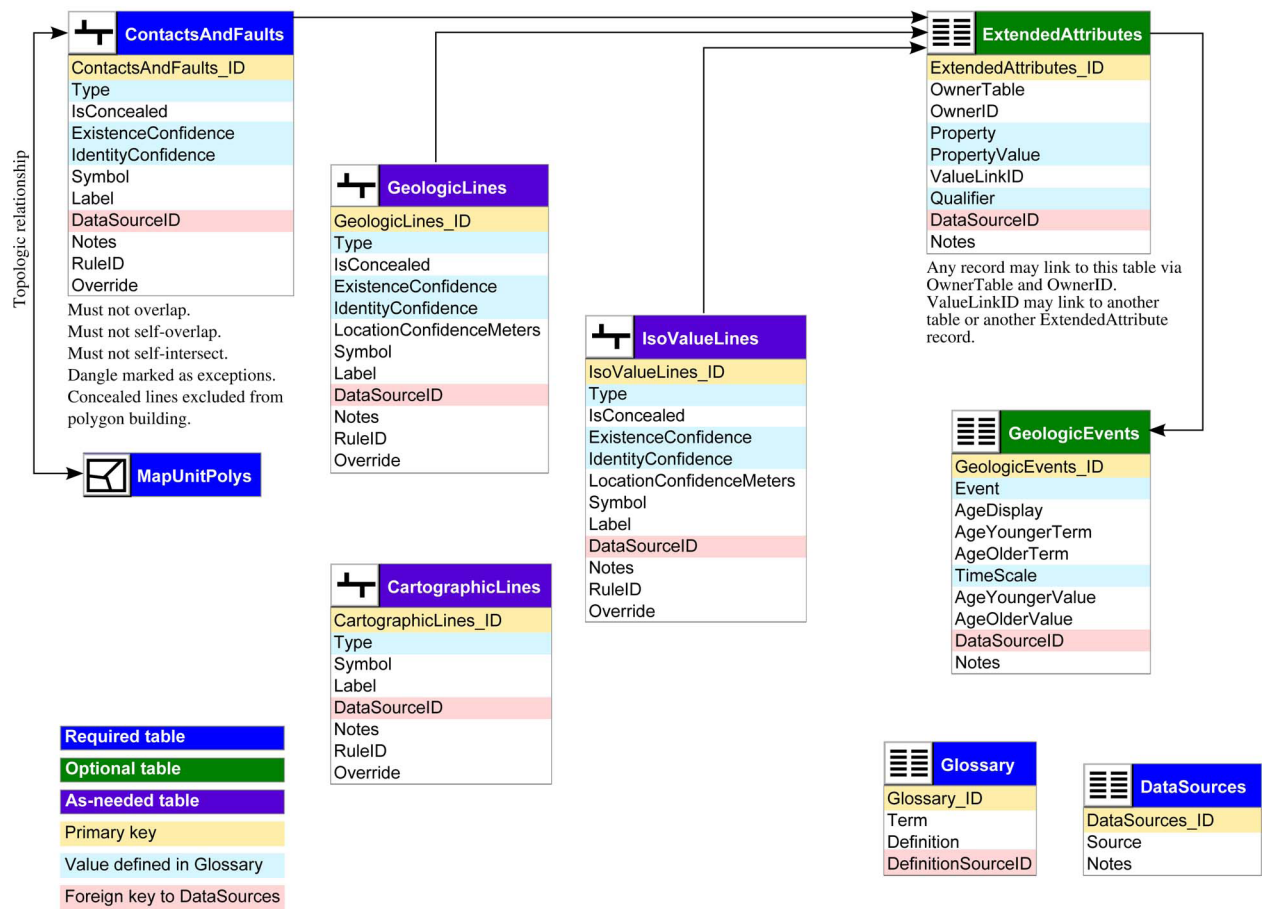 Topologic relationship
ContactsAndFaults
ContactsAndFaults_ID
Type
IsConcealed
ExistenceConfidence
IdentityConfidence
Symbol
Label
DataSourceID
Notes
RuleID
Override
Must not overlap.
Must not self-overlap.
Must not self-intersect.
Dangle marked as exceptions.
Concealed lines excluded from
polygon building.
MapUnitPolys
GeologicLines
GeologicLines_ID
Type
IsConcealed
ExistenceConfidence
IdentityConfidence
LocationConfidenceMeters
Symbol
Label
DataSourceID
Notes
RuleID
Override
CartographicLines
CartographicLines_ID
Type
Symbol
Label
DataSourceID
Notes
RuleID
Override
IsoValueLines
IsoValueLines_ID
Type
IsConcealed
ExistenceConfidence
IdentityConfidence
LocationConfidenceMeters
Symbol
Label
DataSourceID
Notes
RuleID
Override
ExtendedAttributes
ExtendedAttributes_ID
OwnerTable
OwnerID
Property
PropertyValue
ValueLinkID
Qualifier
DataSourceID
Notes
Any record may link to this table via
OwnerTable and OwnerID.
ValueLinkID may link to another
table or another ExtendedAttribute
record.
GeologicEvents
GeologicEvents_ID
Event
AgeDisplay
AgeYoungerTerm
AgeOlderTerm
TimeScale
AgeYoungerValue
AgeOlderValue
DataSourceID
Notes
Required table
Optional table
As-needed table
Primary key
Value defined in Glossary
Foreign key to DataSources
Glossary
Glossary_ID
Term
Definition
DefinitionSourceID
DataSources
DataSources_ID
Source
Notes